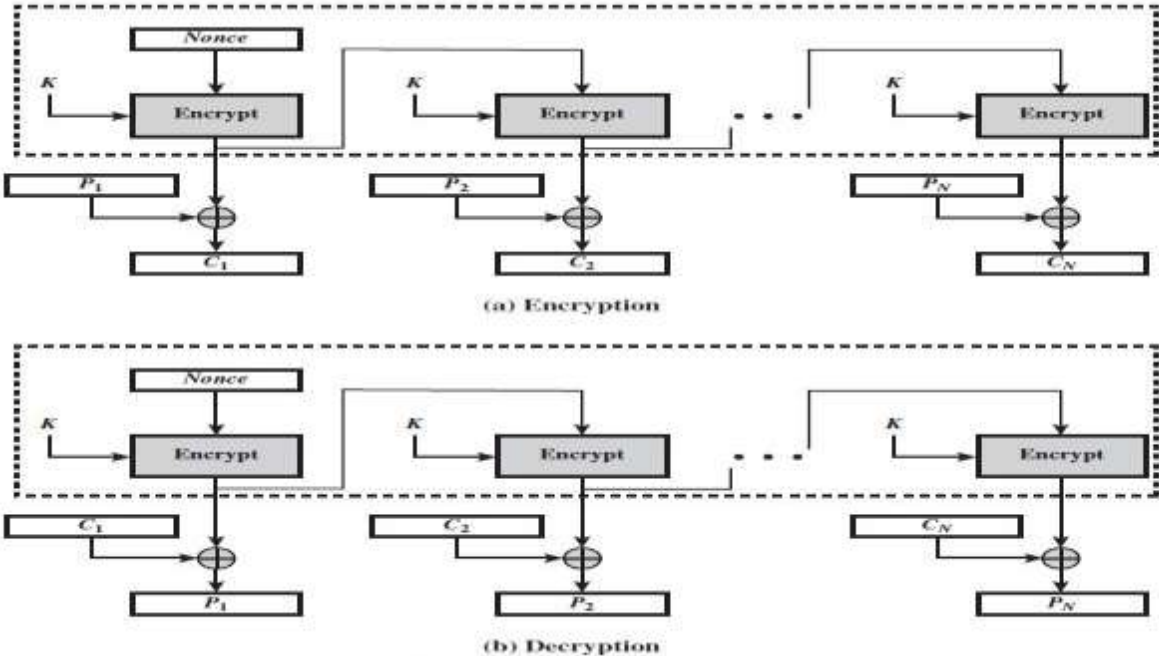 Nonce
K K K
Encrypt Encrypt Encrypt
P1 P2 PN
C1 C2 CN
(a) Encryption
Nonce
K K K
Encrypt Encrypt Encrypt
C1 C2 CN
P1 P2 PN
(b) Decryption